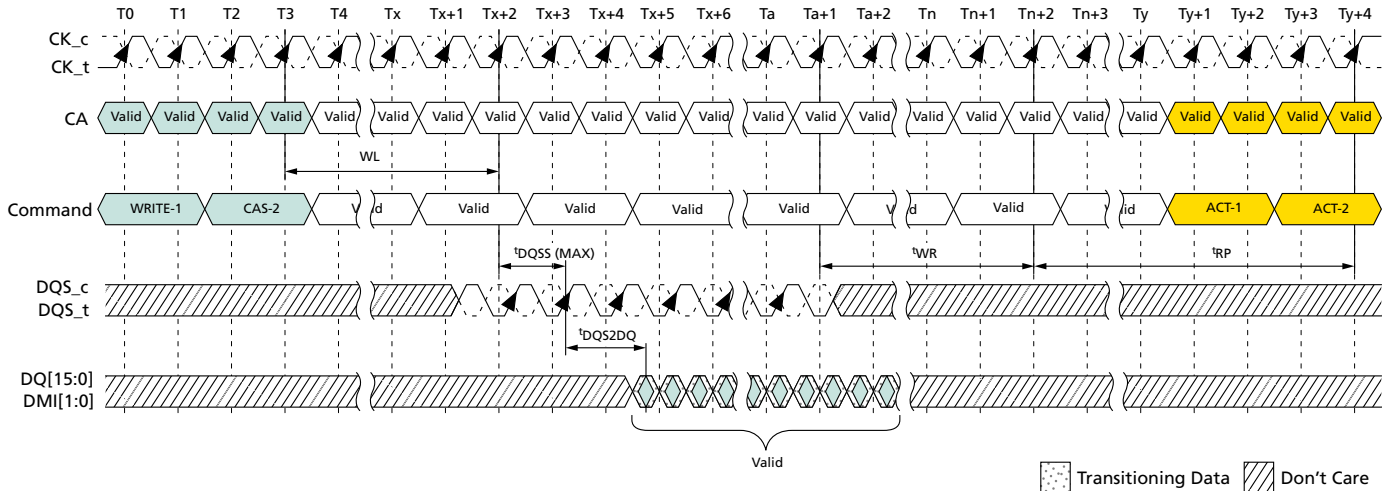 T0 T1 T2 T3 T4 Tx Tx+1 Tx+2 Tx+3 Tx+4 Tx+5 Tx+6 Ta Ta+1 Ta+2 Tn Tn+1 Tn+2 Tn+3 Ty Ty+1 Ty+2 Ty+3 Ty+4
CK_c
CK_t
CA Valid Valid Valid Valid Valid Valid Valid Valid Valid Valid Valid Valid Valid Valid Valid Valid Valid Valid Valid Valid Valid Valid Valid Valid
WL
Command WRITE-1 CAS-2 Valid Valid Valid Valid Valid Valid Valid Valid ACT-1 ACT-2
tDQSS (MAX) tWR tRP
DQS_c
DQS_t
tDQS2DQ
DQ[15:0]
DMI[1:0]
Valid
Transitioning Data Don't Care